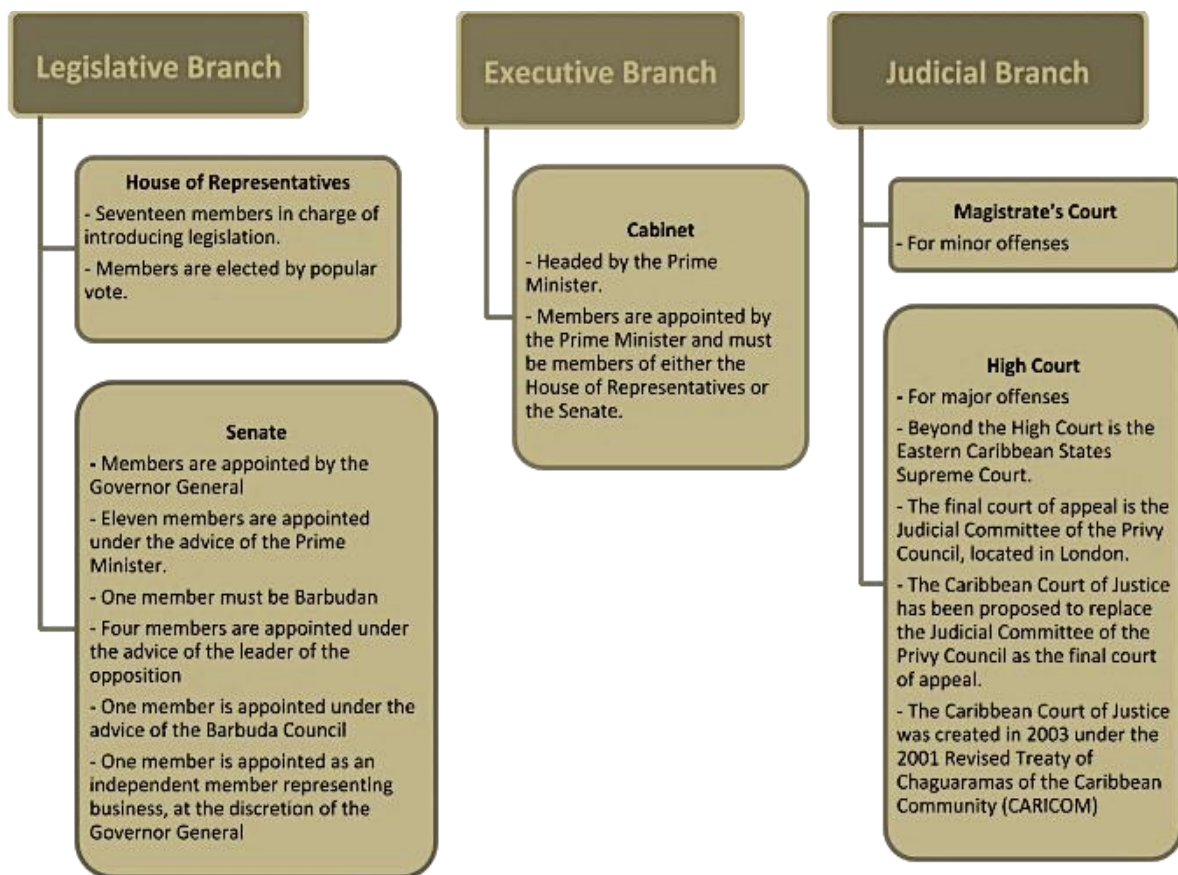 Legislative Branch
House of Representatives
- Seventeen members in charge of
introducing legislation.
- Members are elected by popular
vote.
Senate
- Members are appointed by the
Governor General
- Eleven members are appointed
under the advice of the Prime
Minister.
- One member must be Barbudan
- Four members are appointed under
the advice of the leader of the
opposition
- One member is appointed under the
advice of the Barbuda Council
- One member is appointed as an
independent member representing
business, at the discretion of the
Governor General
Executive Branch
Cabinet
- Headed by the Prime
Minister.
- Members are appointed by
the Prime Minister and must
be members of either the
House of Representatives or
the Senate.
Judicial Branch
Magistrate's Court
- For minor offenses
High Court
- For major offenses
- Beyond the High Court is the
Eastern Caribbean States
Supreme Court.
- The final court of appeal is the
Judicial Committee of the Privy
Council, located in London.
- The Caribbean Court of Justice
has been proposed to replace
the Judicial Committee of the
Privy Council as the final court
of appeal.
- The Caribbean Court of Justice
was created in 2003 under the
2001 Revised Treaty of
Chaguaramas of the Caribbean
Community (CARICOM)